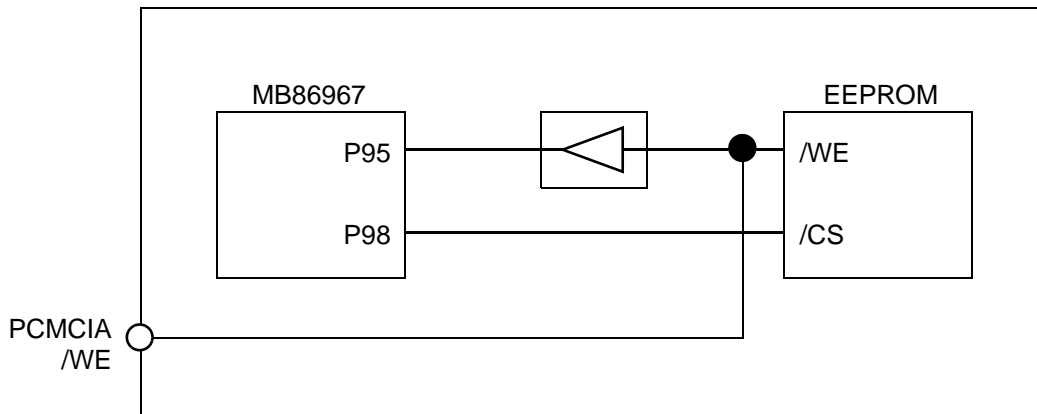 MB86967
EEPROM
P95
/WE
P98
/CS
PCMCIA
/WE